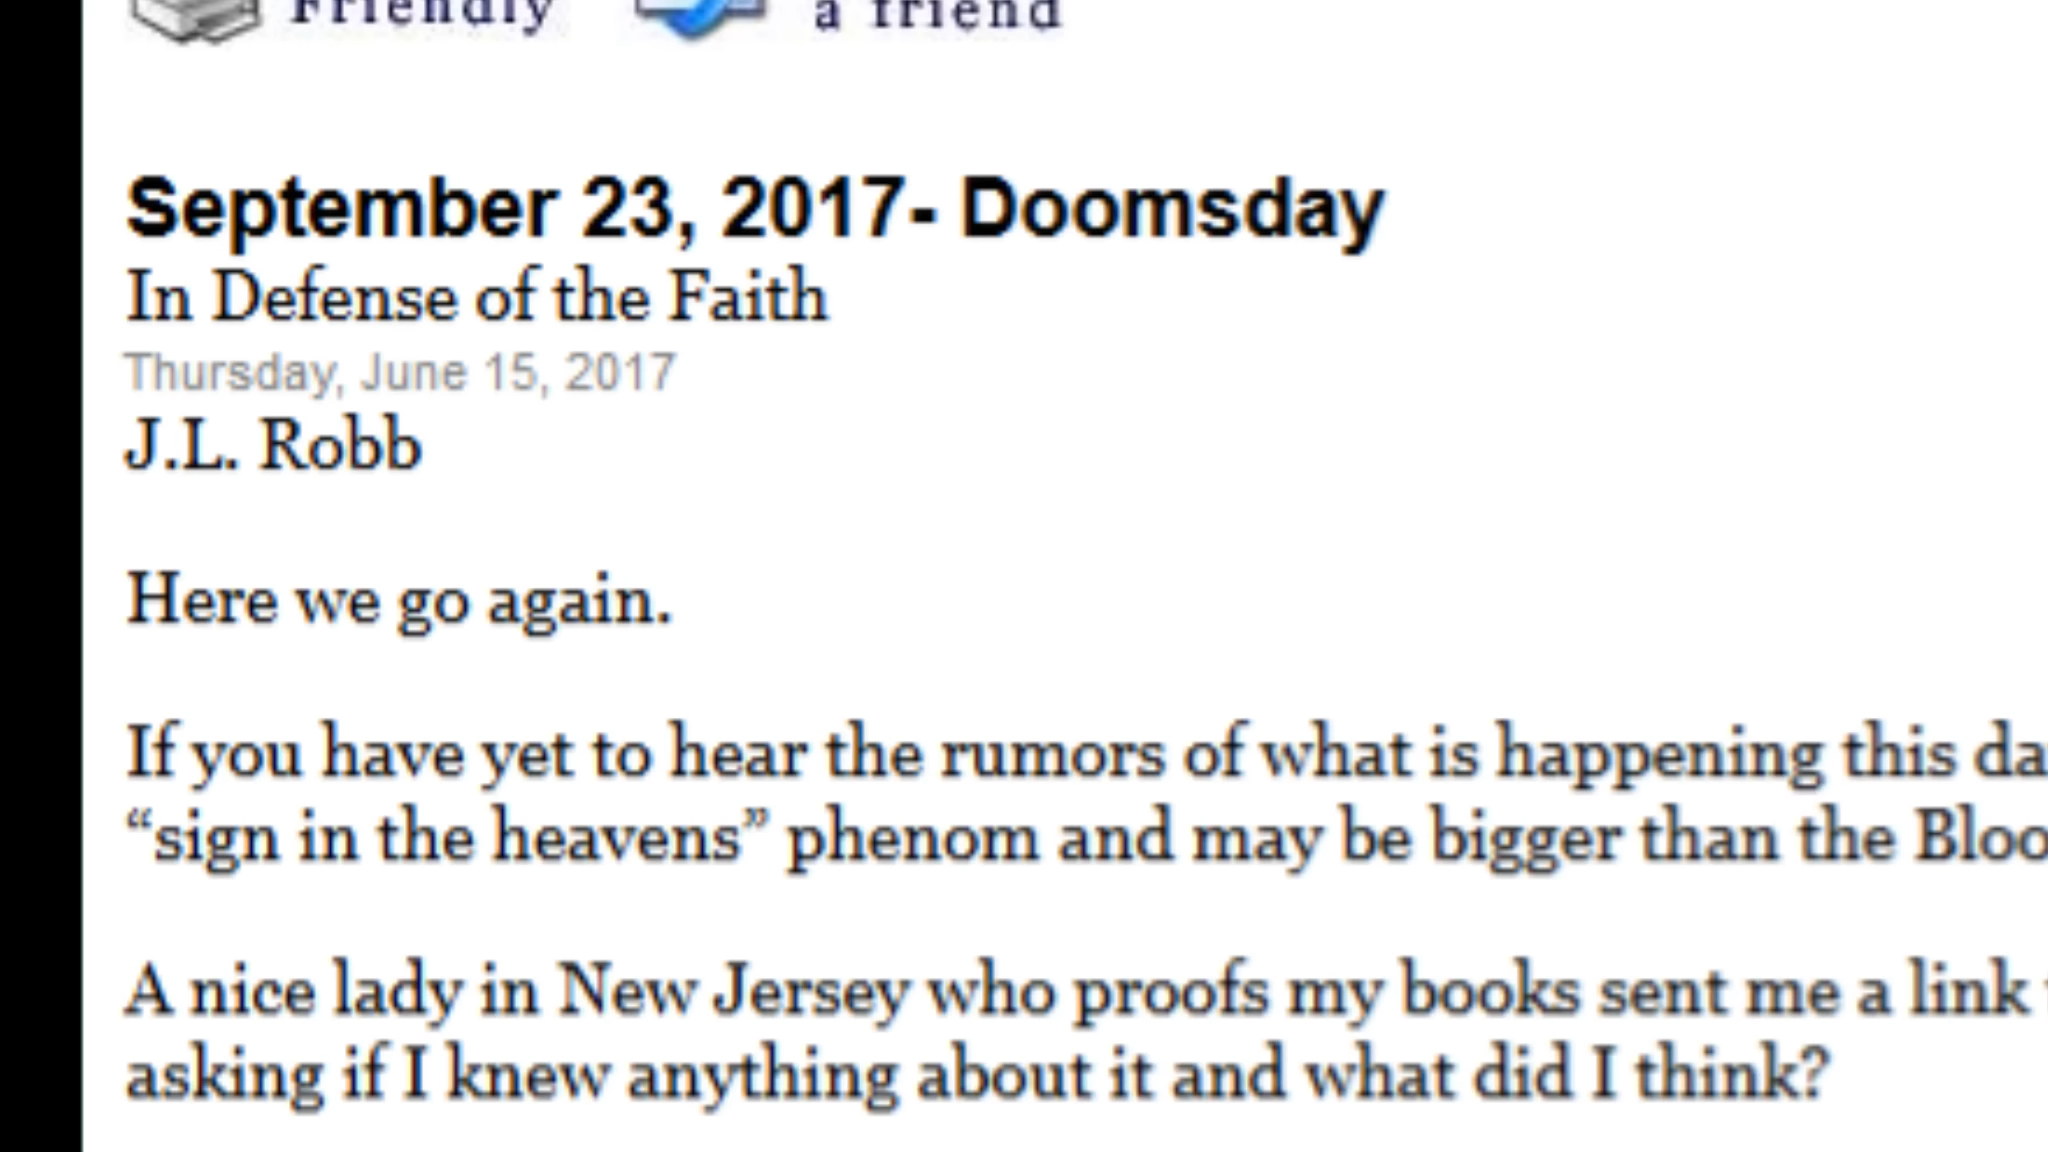 Friendly a friend
September 23, 2017- Doomsday
In Defense of the Faith
Thursday, June 15, 2017
J.L. Robb
Here we go again.
If you have yet to hear the rumors of what is happening this
“sign in the heavens” phenom and may be bigger than the
A nice lady in New Jersey who proofs my books sent me a link
asking if I knew anything about it and what did I think?